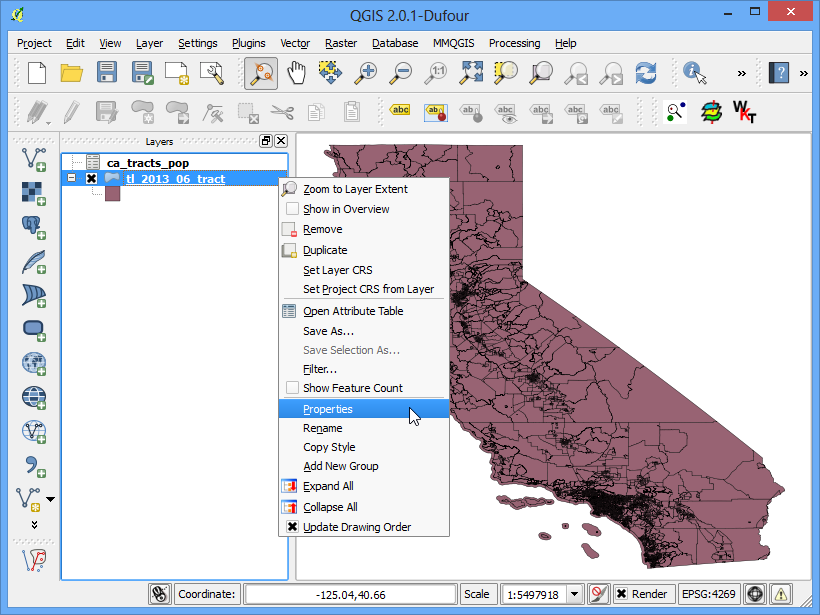 QGIS 2.0.1-Dufour
Project Edit View Layer Settings Plugins Vector Raster Database MMQGIS Processing Help
1:1
»
?
»
abc
ab
ab
abc
abc
abc
abc
WKT
Layers
ca_tracts_pop
tl_2013_06_tract
Zoom to Layer Extent
Show in Overview
Remove
Duplicate
Set Layer CRS
Set Project CRS from Layer
Open Attribute Table
Save As...
Save Selection As...
Filter...
Show Feature Count
Properties
Rename
Copy Style
Add New Group
Expand All
Collapse All
Update Drawing Order
Coordinate: -125.04,40.66 Scale 1:5497918 Render EPSG:4269